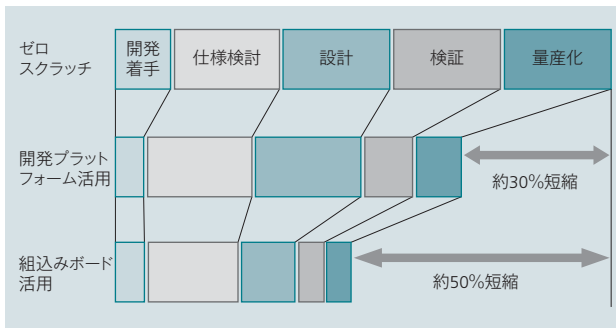 ゼロ
スクラッチ
開発
着手
仕様検討
設計
検証
量産化
開発プラット
フォーム活用
約30%短縮
組込みボード
活用
約50%短縮